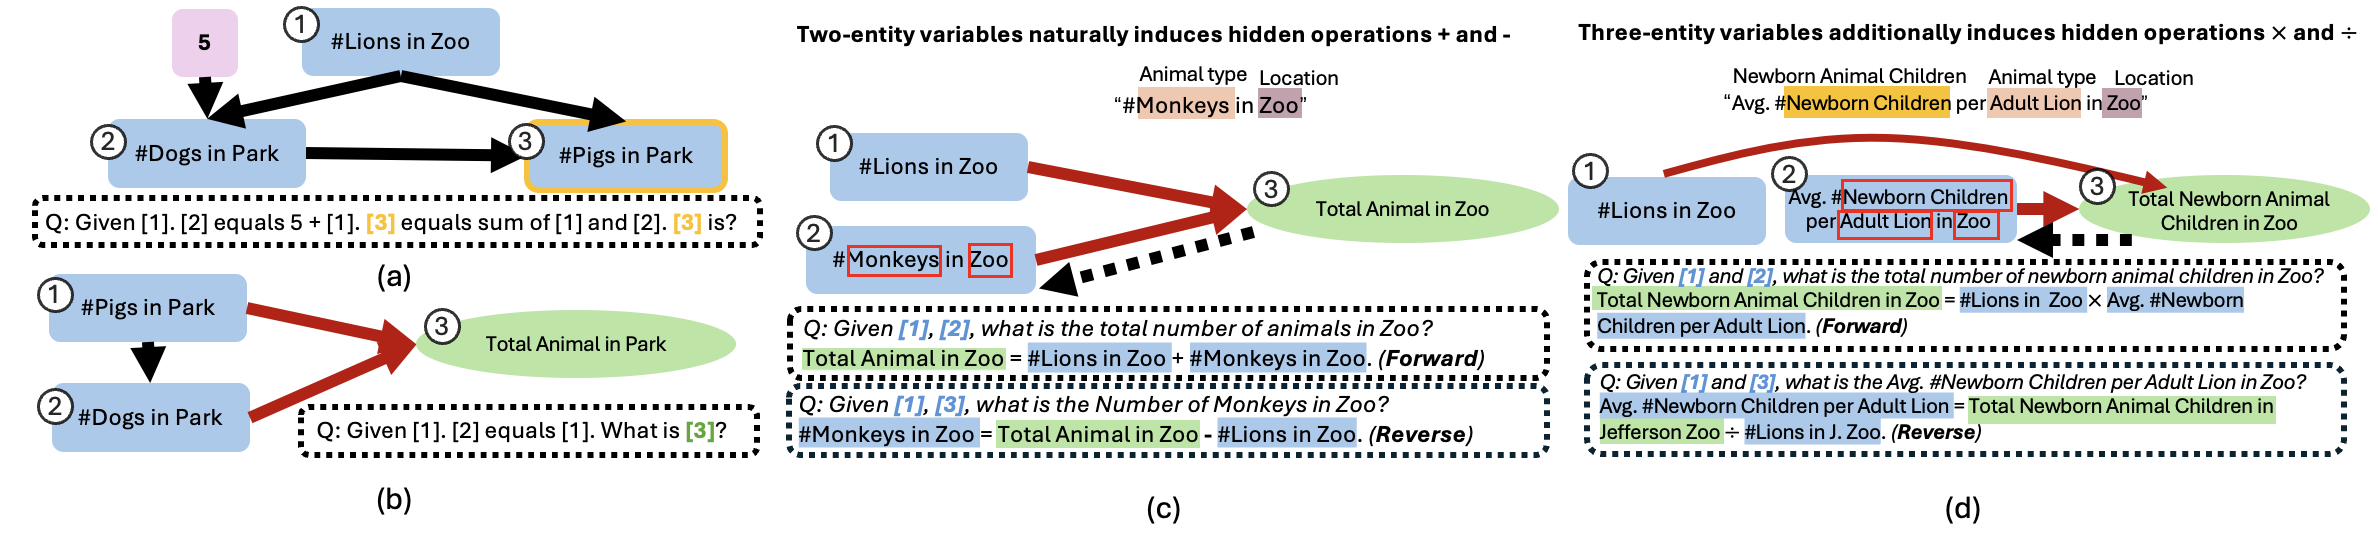 5
1
#Lions in Zoo
2
#Dogs in Park
3
#Pigs in Park
Q: Given [1]. [2] equals 5 + [1]. [3] equals sum of [1] and [2]. [3] is?
(a)
1
#Pigs in Park
2
#Dogs in Park
3
Total Animal in Park
Q: Given [1]. [2] equals [1]. What is [3]?
(b)
Two-entity variables naturally induces hidden operations + and -
Animal type Location
“#Monkeys in Zoo”
1
#Lions in Zoo
2
#Monkeys in Zoo
3
Total Animal in Zoo
Q: Given [1], [2], what is the total number of animals in Zoo?
Total Animal in Zoo = #Lions in Zoo + #Monkeys in Zoo. (Forward)
Q: Given [1], [3], what is the Number of Monkeys in Zoo?
#Monkeys in Zoo = Total Animal in Zoo - #Lions in Zoo. (Reverse)
(c)
Three-entity variables additionally induces hidden operations × and ÷
Newborn Animal Children Animal type Location
“Avg. #Newborn Children per Adult Lion in Zoo”
1
#Lions in Zoo
2
Avg. #Newborn Children
per Adult Lion in Zoo
3
Total Newborn Animal
Children in Zoo
Q: Given [1] and [2], what is the total number of newborn animal children in Zoo?
Total Newborn Animal Children in Zoo = #Lions in Zoo × Avg. #Newborn
Children per Adult Lion. (Forward)
Q: Given [1] and [3], what is the Avg. #Newborn Children per Adult Lion in Zoo?
Avg. #Newborn Children per Adult Lion = Total Newborn Animal Children in
Jefferson Zoo ÷ #Lions in J. Zoo. (Reverse)
(d)